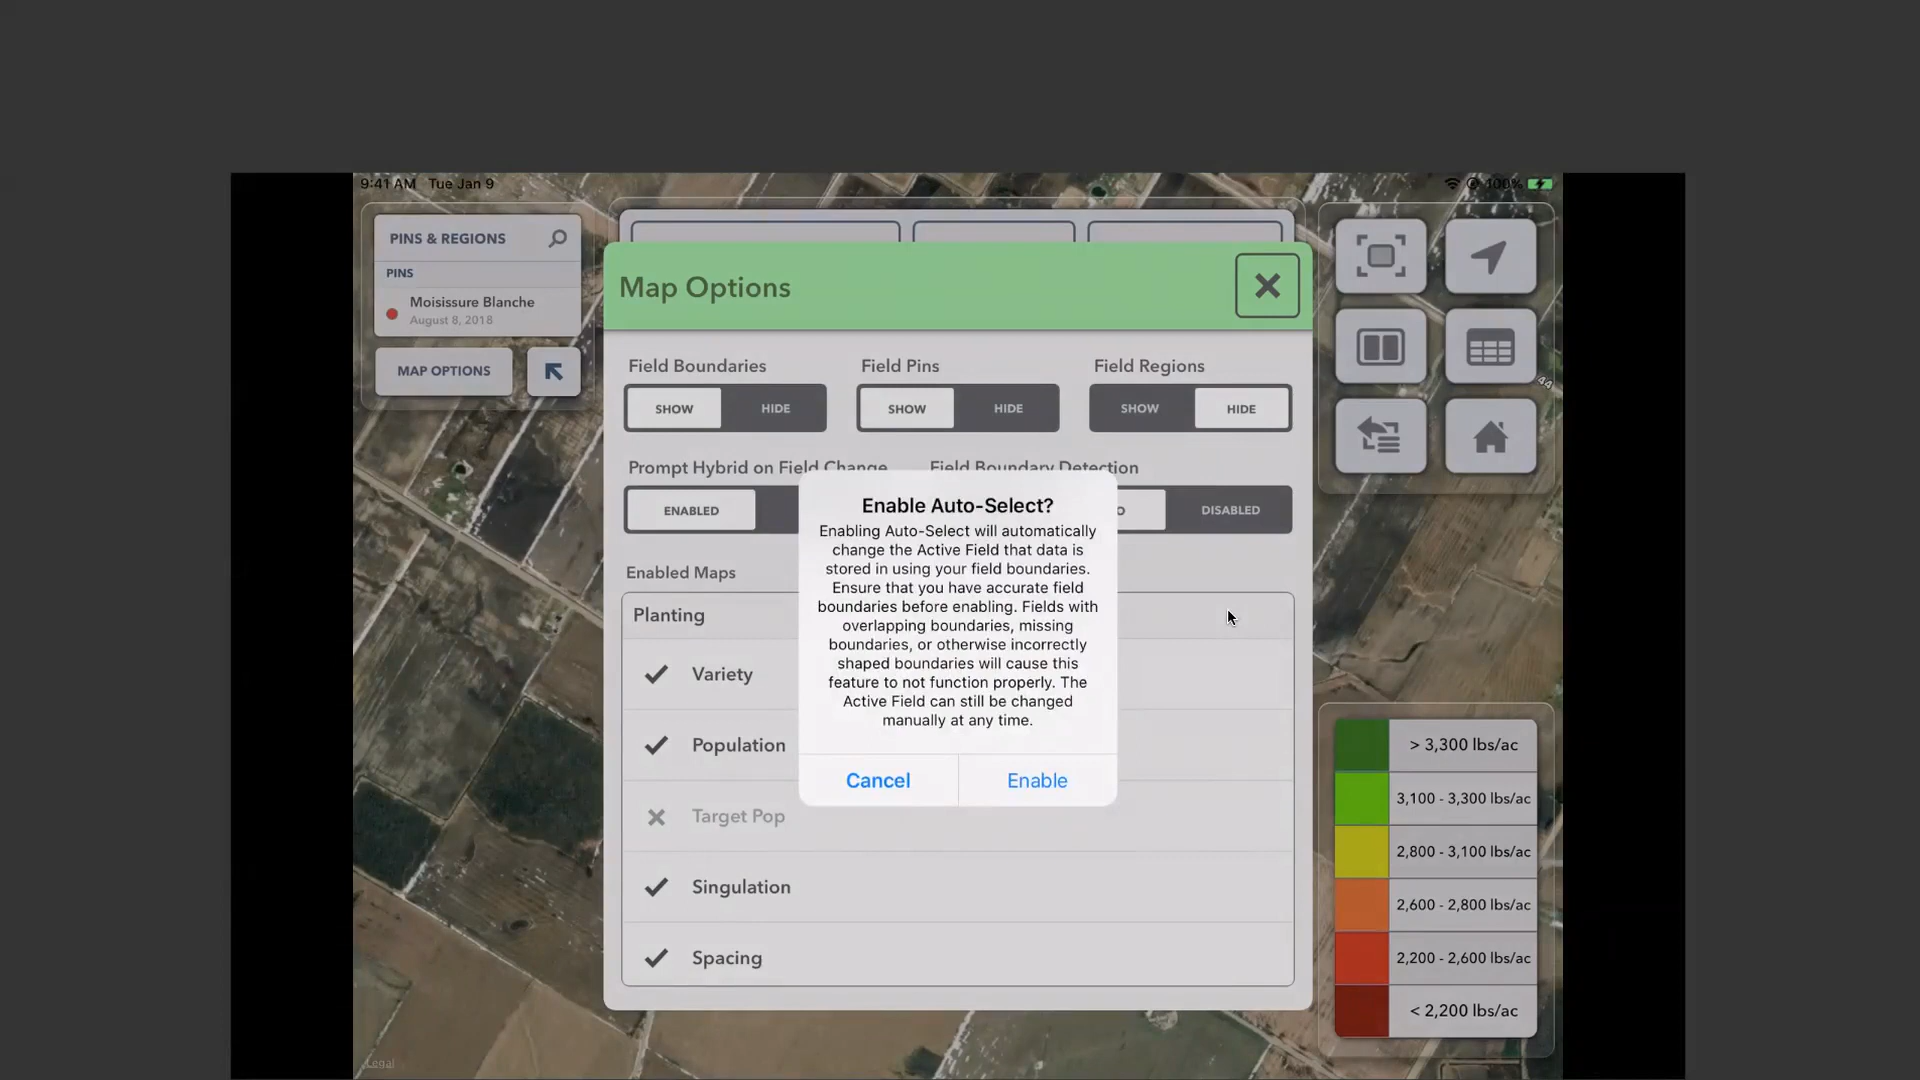 9:41 AM Tue Jan 9
100%
PINS & REGIONS
PINS
Moisissure Blanche
August 8, 2018
MAP OPTIONS
Map Options
Field Boundaries
SHOW HIDE
Field Pins
SHOW HIDE
Field Regions
SHOW HIDE
Prompt Hybrid on Field Change
ENABLED
Field Boundary Detection
DISABLED
Enabled Maps
Planting
Variety
Population
Target Pop
Singulation
Spacing
Enable Auto-Select?
Enabling Auto-Select will automatically
change the Active Field that data is
stored in using your field boundaries.
Ensure that you have accurate field
boundaries before enabling. Fields with
overlapping boundaries, missing
boundaries, or otherwise incorrectly
shaped boundaries will cause this
feature to not function properly. The
Active Field can still be changed
manually at any time.
Cancel Enable
44
> 3,300 lbs/ac
3,100 - 3,300 lbs/ac
2,800 - 3,100 lbs/ac
2,600 - 2,800 lbs/ac
2,200 - 2,600 lbs/ac
< 2,200 lbs/ac
Legal